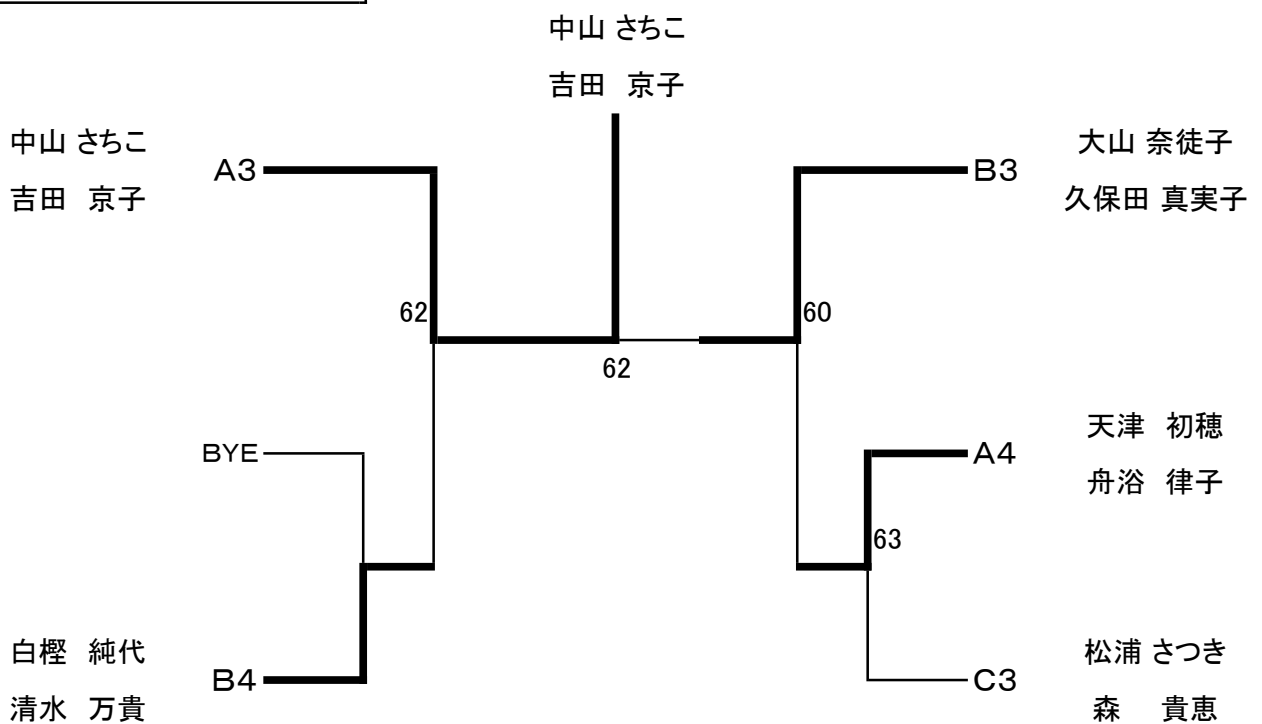 中山 さちこ
吉田　京子
中山 さちこ
吉田　京子
A3
B3
大山 奈徒子
久保田 真実子
62
60
62
BYE
A4
天津　初穂
舟浴　律子
63
白樫　純代
清水　万貴
B4
C3
松浦 さつき
森　　貴恵